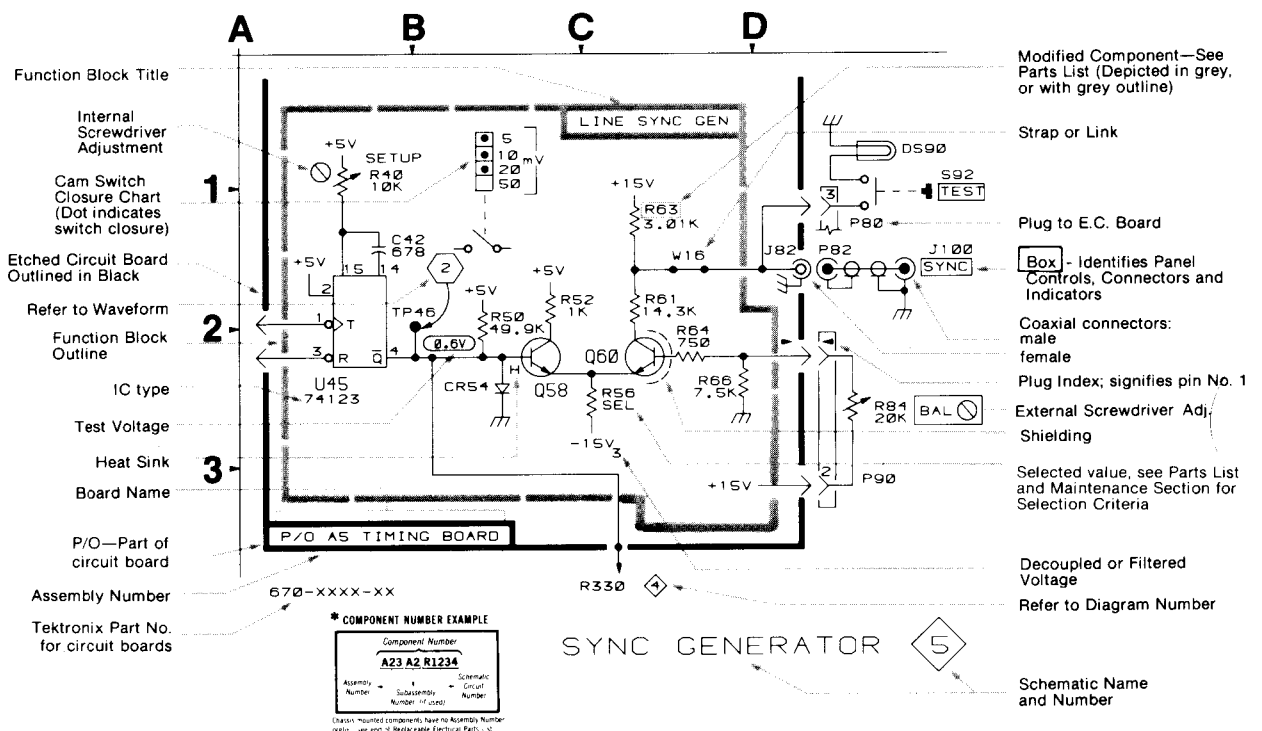 A
B
C
D
1
2
3
Function Block Title
Internal
Screwdriver
Adjustment
Cam Switch
Closure Chart
(Dot indicates
switch closure)
Etched Circuit Board
Outlined in Black
Refer to Waveform
Function Block
Outline
IC type
Test Voltage
Heat Sink
Board Name
P/O—Part of
circuit board
Assembly Number
Tektronix Part No.
for circuit boards
LINE SYNC GEN
+5V
SETUP
R40
10K
5
10
20
50
mV
C42
678
+5V
15
14
2
1
T
3
R
Q
4
U45
74123
2
TP46
0.6V
+5V
R50
49.9K
CR54
H
+5V
R52
1K
Q58
Q60
R56
SEL
-15V
3
+15V
R63
3.01K
W16
R61
14.3K
R64
750
R66
7.5K
+15V
DS90
S92
TEST
3
P80
J82
P82
J100
SYNC
R84
20K
BAL
2
P90
P/O A5 TIMING BOARD
670-XXXX-XX
R330
4
SYNC GENERATOR
5
* COMPONENT NUMBER EXAMPLE
Component Number
A23 A2 R1234
Assembly
Number
Subassembly
Number (if used)
Schematic
Circuit
Number
Chassis mounted components have no Assembly Number
Modified Component—See
Parts List (Depicted in grey,
or with grey outline)
Strap or Link
Plug to E.C. Board
Box - Identifies Panel
Controls, Connectors and
Indicators
Coaxial connectors:
male
female
Plug Index; signifies pin No. 1
External Screwdriver Adj.
Shielding
Selected value, see Parts List
and Maintenance Section for
Selection Criteria
Decoupled or Filtered
Voltage
Refer to Diagram Number
Schematic Name
and Number